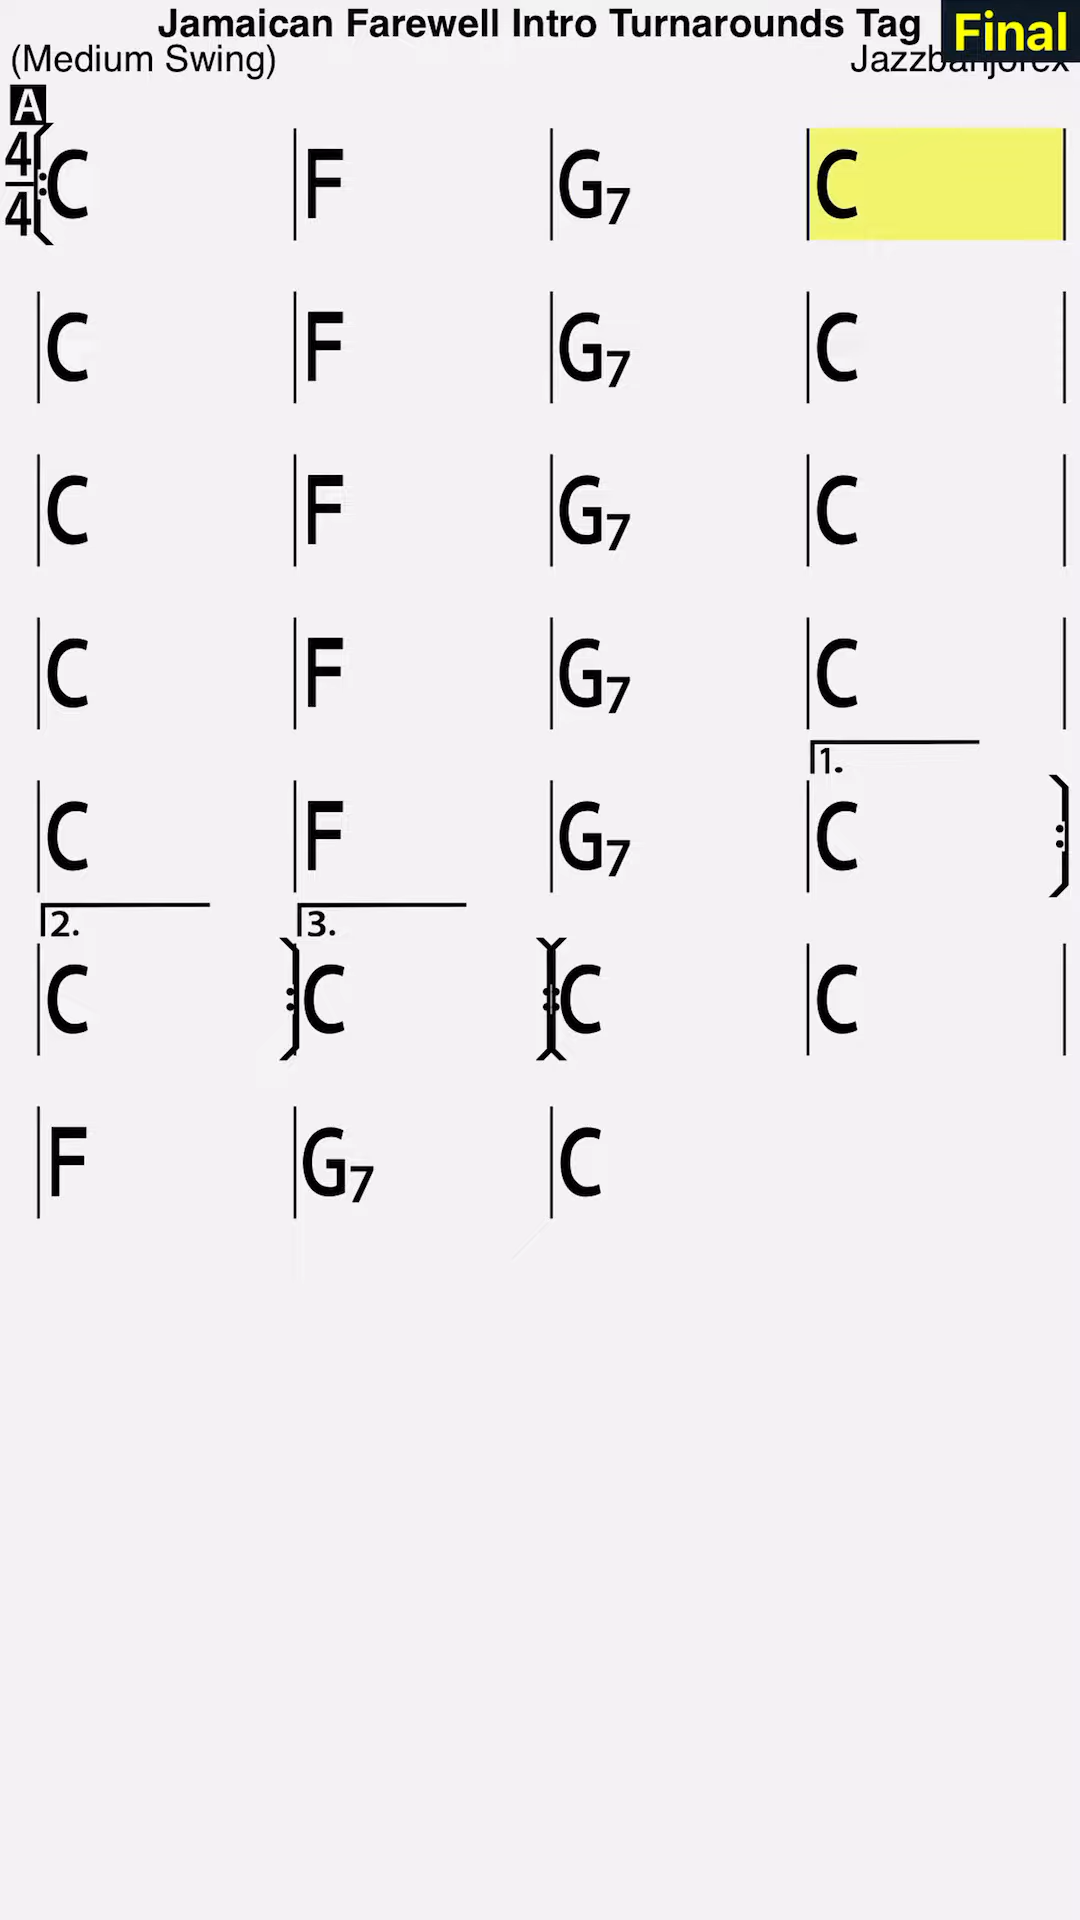 Jamaican Farewell Intro Turnarounds Tag
Final
(Medium Swing)
A
4/4 C F G7 C
C F G7 C
C F G7 C
C F G7 C
1.
C F G7 C
2. 3.
C C C C
F G7 C